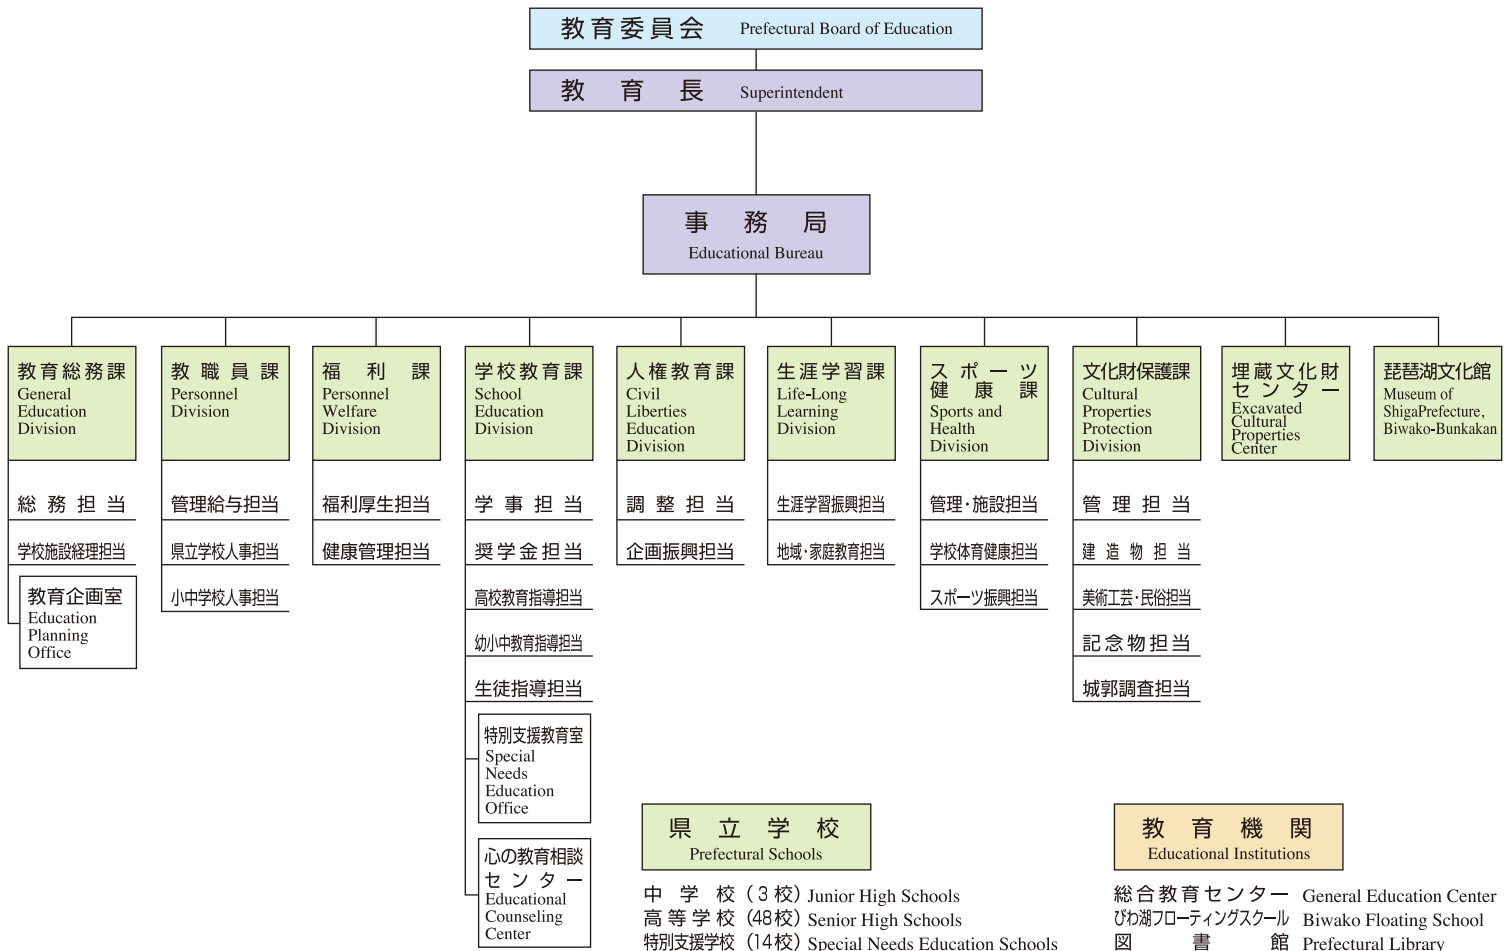 教育委員会 Prefectural Board of Education
教育長 Superintendent
事務局
Educational Bureau
教育総務課
General
Education
Division
総務担当
学校施設経理担当
教育企画室
Education
Planning
Office
教職員課
Personnel
Division
管理給与担当
県立学校人事担当
小中学校人事担当
福利課
Personnel
Welfare
Division
福利厚生担当
健康管理担当
学校教育課
School
Education
Division
学事担当
奨学金担当
高校教育指導担当
幼小中教育指導担当
生徒指導担当
特別支援教育室
Special
Needs
Education
Office
心の教育相談
センター
Educational
Counseling
Center
人権教育課
Civil
Liberties
Education
Division
調整担当
企画振興担当
生涯学習課
Life-Long
Learning
Division
生涯学習振興担当
地域・家庭教育担当
スポーツ
健康課
Sports and
Health
Division
管理・施設担当
学校体育健康担当
スポーツ振興担当
文化財保護課
Cultural
Properties
Protection
Division
管理担当
建造物担当
美術工芸・民俗担当
記念物担当
城郭調査担当
埋蔵文化財
センター
Excavated
Cultural
Properties
Center
琵琶湖文化館
Museum of
ShigaPrefecture,
Biwako-Bunkakan
県立学校
Prefectural Schools
中学校（3校）Junior High Schools
高等学校（48校）Senior High Schools
特別支援学校（14校）Special Needs Education Schools
教育機関
Educational Institutions
総合教育センター General Education Center
びわ湖フローティングスクール Biwako Floating School
図書館 Prefectural Library